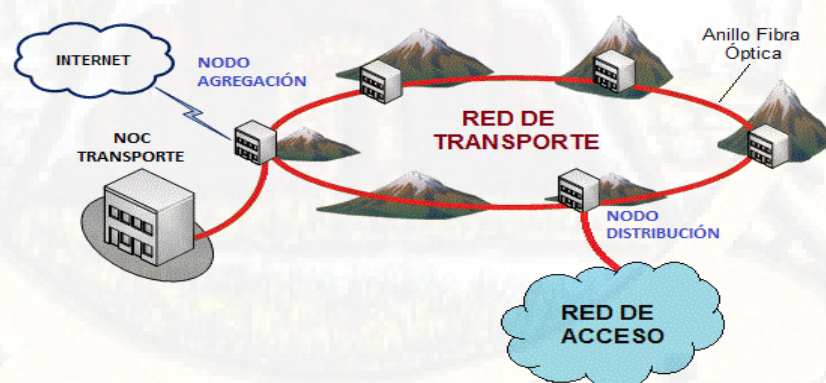 INTERNET
NODO
AGREGACIÓN
Anillo Fibra
Óptica
NOC
TRANSPORTE
RED DE
TRANSPORTE
NODO
DISTRIBUCIÓN
RED DE
ACCESO